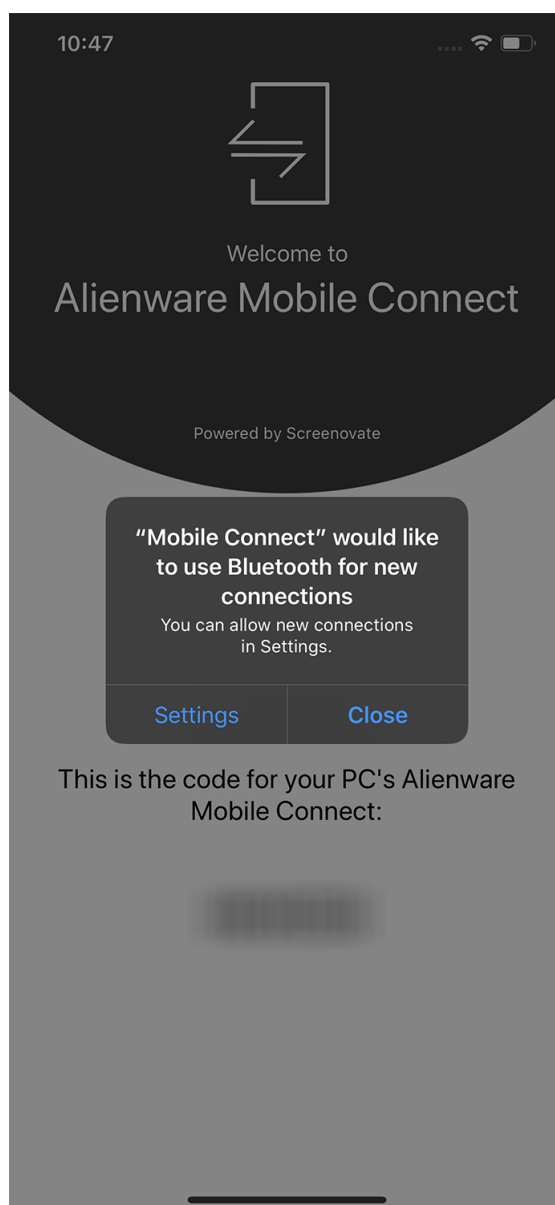 10:47
Welcome to
Alienware Mobile Connect
Powered by Screenovate
“Mobile Connect” would like
to use Bluetooth for new
connections
You can allow new connections
in Settings.
Settings Close
This is the code for your PC's Alienware
Mobile Connect: